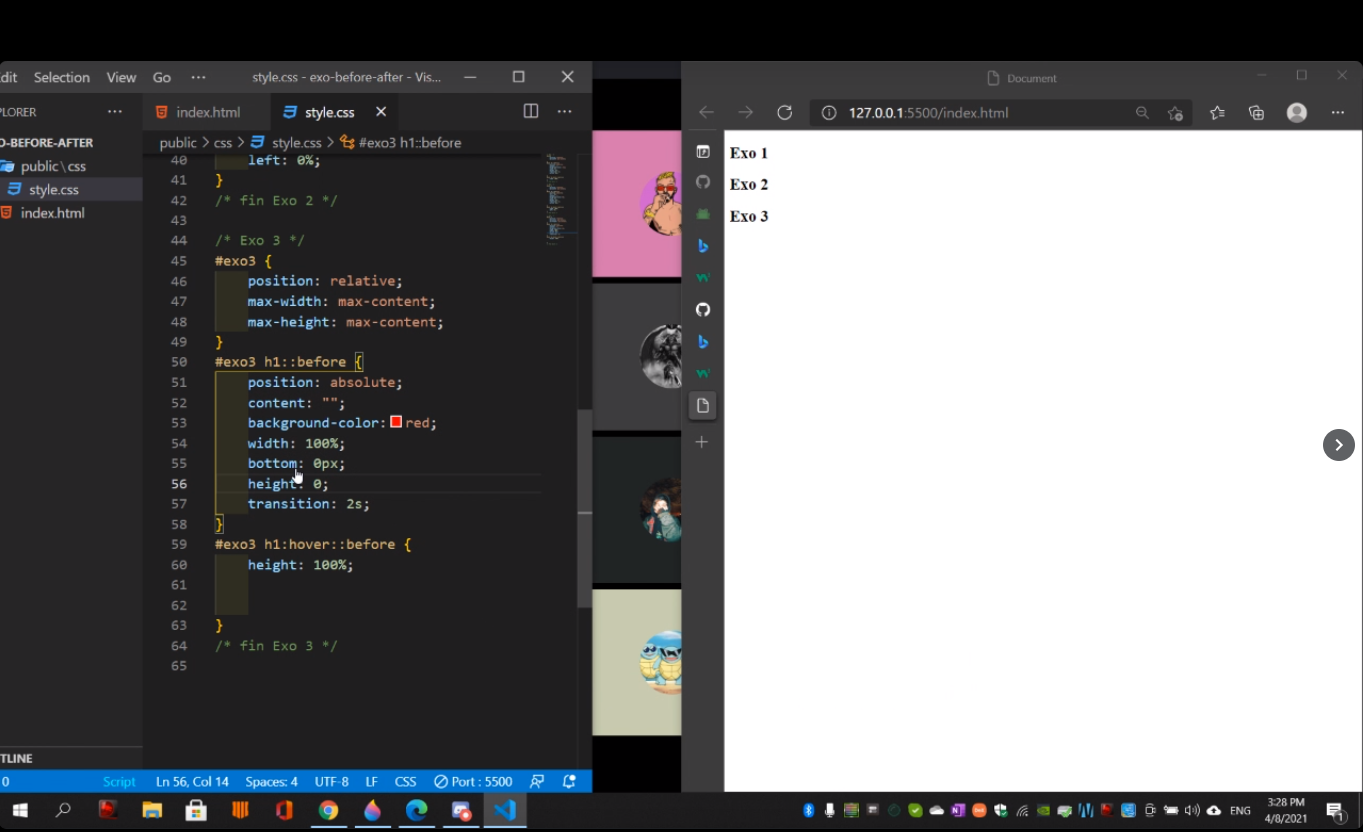 dit Selection View Go ··· style.css - exo-before-after - Vis...
PLORER ···
index.html style.css
O-BEFORE-AFTER
public\css
style.css
index.html
public > css > style.css > #exo3 h1::before
40 left: 0%;
41 }
42 /* fin Exo 2 */
43
44 /* Exo 3 */
45 #exo3 {
46 position: relative;
47 max-width: max-content;
48 max-height: max-content;
49 }
50 #exo3 h1::before {
51 position: absolute;
52 content: "";
53 background-color: red;
54 width: 100%;
55 bottom: 0px;
56 height: 0;
57 transition: 2s;
58 }
59 #exo3 h1:hover::before {
60 height: 100%;
61
62
63 }
64 /* fin Exo 3 */
65
TLINE
0 Script Ln 56, Col 14 Spaces: 4 UTF-8 LF CSS Port : 5500
Document
127.0.0.1:5500/index.html
Exo 1
Exo 2
Exo 3
ENG
3:28 PM
4/8/2021
1